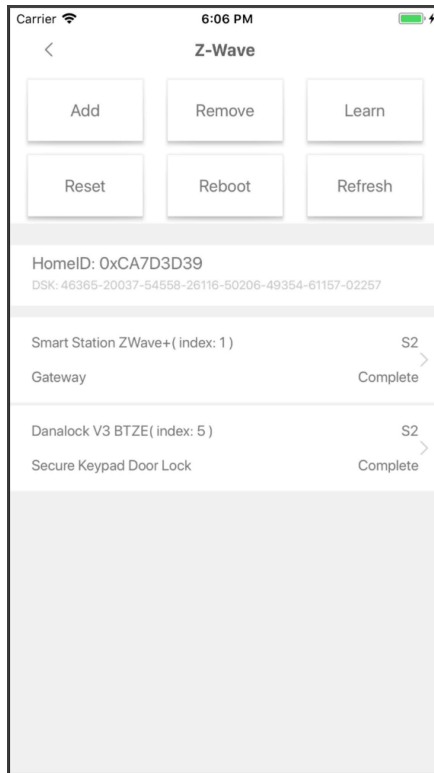 Carrier 6:06 PM
Z-Wave
Add Remove Learn
Reset Reboot Refresh
HomeID: 0xCA7D3D39
DSK: 46365-20037-54558-26116-50206-49354-61157-02257
Smart Station ZWave+( index: 1 ) S2
Gateway Complete
Danalock V3 BTZE( index: 5 ) S2
Secure Keypad Door Lock Complete